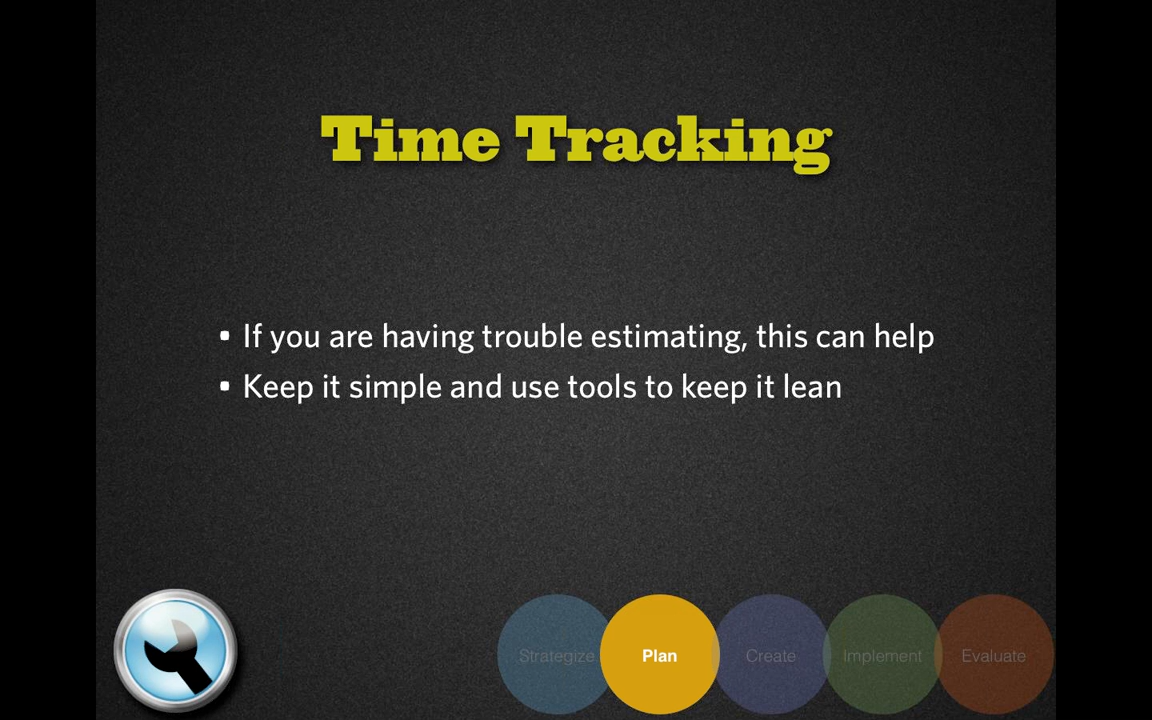 Time Tracking
• If you are having trouble estimating, this can help
• Keep it simple and use tools to keep it lean
Strategize
Plan
Create
Implement
Evaluate